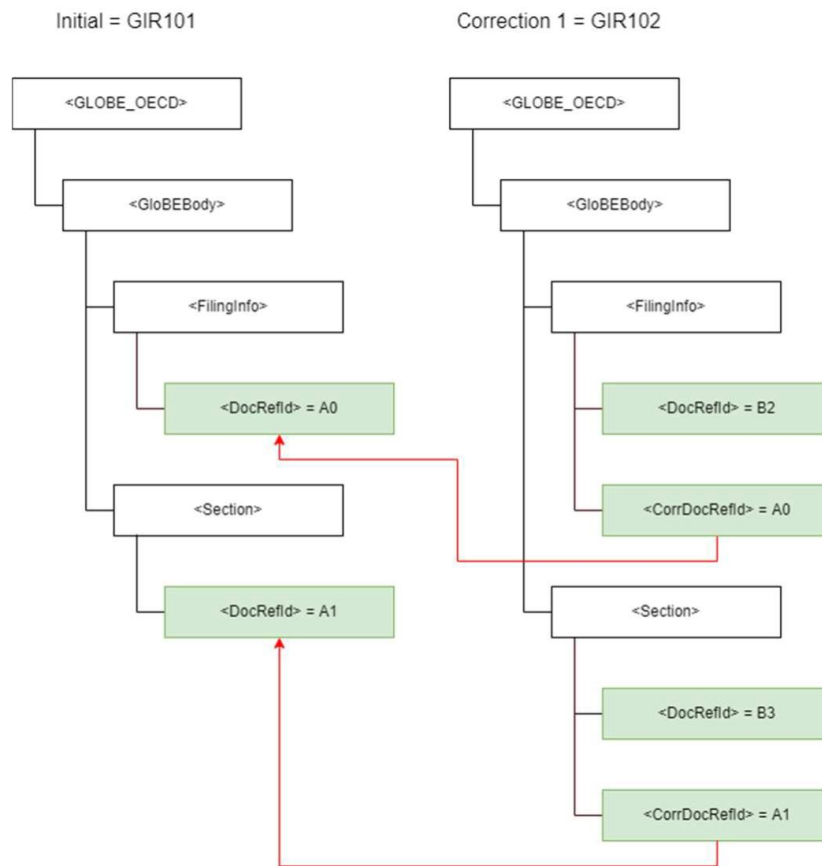 Initial = GIR101
<GLOBE_OECD>
<GloBEBody>
<FilingInfo>
<DocRefId> = A0
<Section>
<DocRefId> = A1
Correction 1 = GIR102
<GLOBE_OECD>
<GloBEBody>
<FilingInfo>
<DocRefId> = B2
<CorrDocRefId> = A0
<Section>
<DocRefId> = B3
<CorrDocRefId> = A1